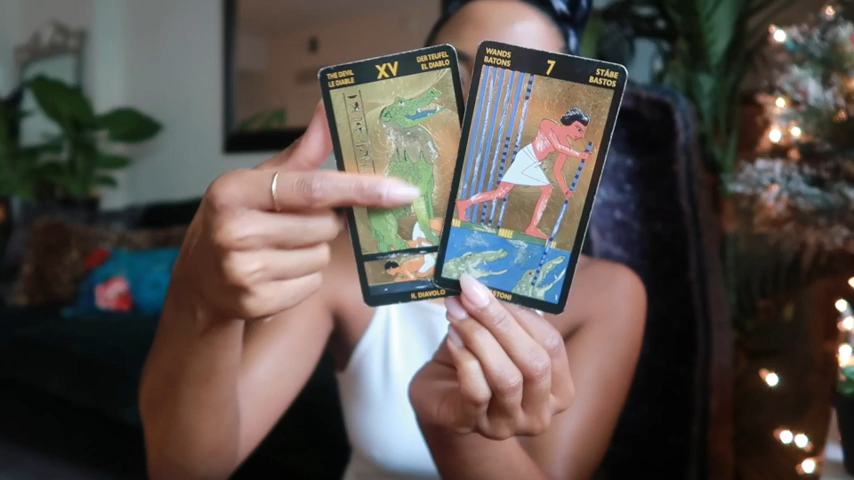 THE DEVIL
LE DIABLE
XV
DER TEUFEL
EL DIABLO
IL DIAVOLO
WANDS
BATONS
7
STÄBE
BASTOS